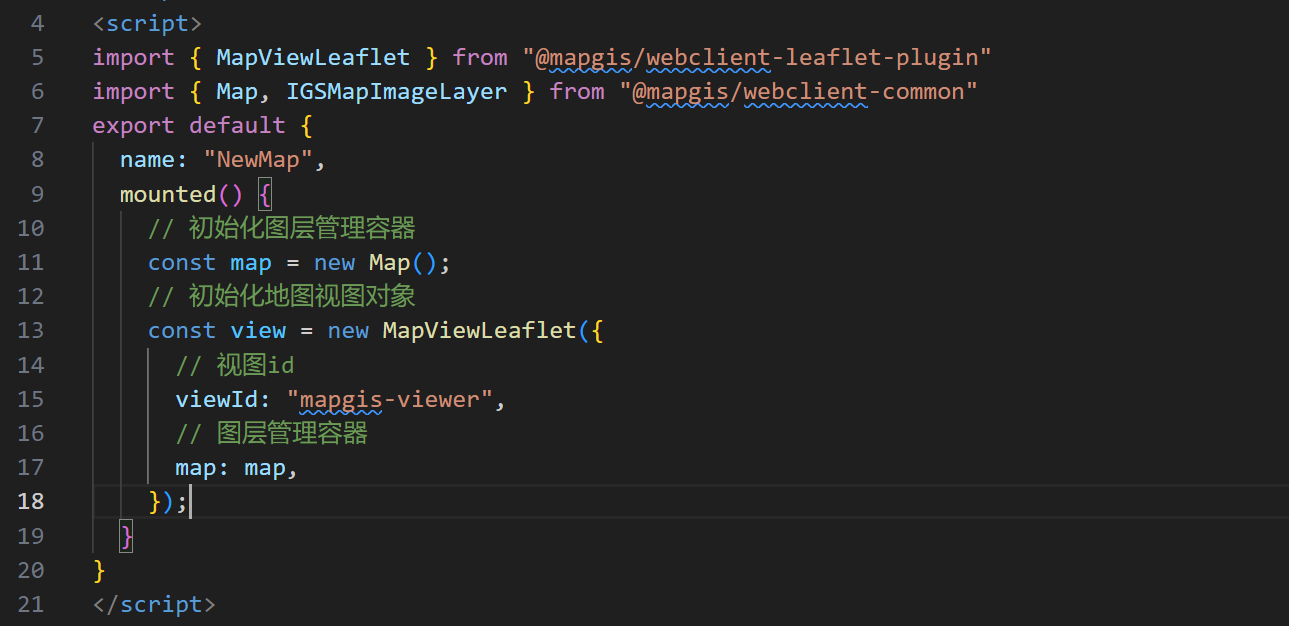 4 <script>
5 import { MapViewLeaflet } from "@mapgis/webclient-leaflet-plugin"
6 import { Map, IGSMapImageLayer } from "@mapgis/webclient-common"
7 export default {
8   name: "NewMap",
9   mounted() {
10     // 初始化图层管理容器
11     const map = new Map();
12     // 初始化地图视图对象
13     const view = new MapViewLeaflet({
14       // 视图id
15       viewId: "mapgis-viewer",
16       // 图层管理容器
17       map: map,
18     });
19   }
20 }
21 </script>